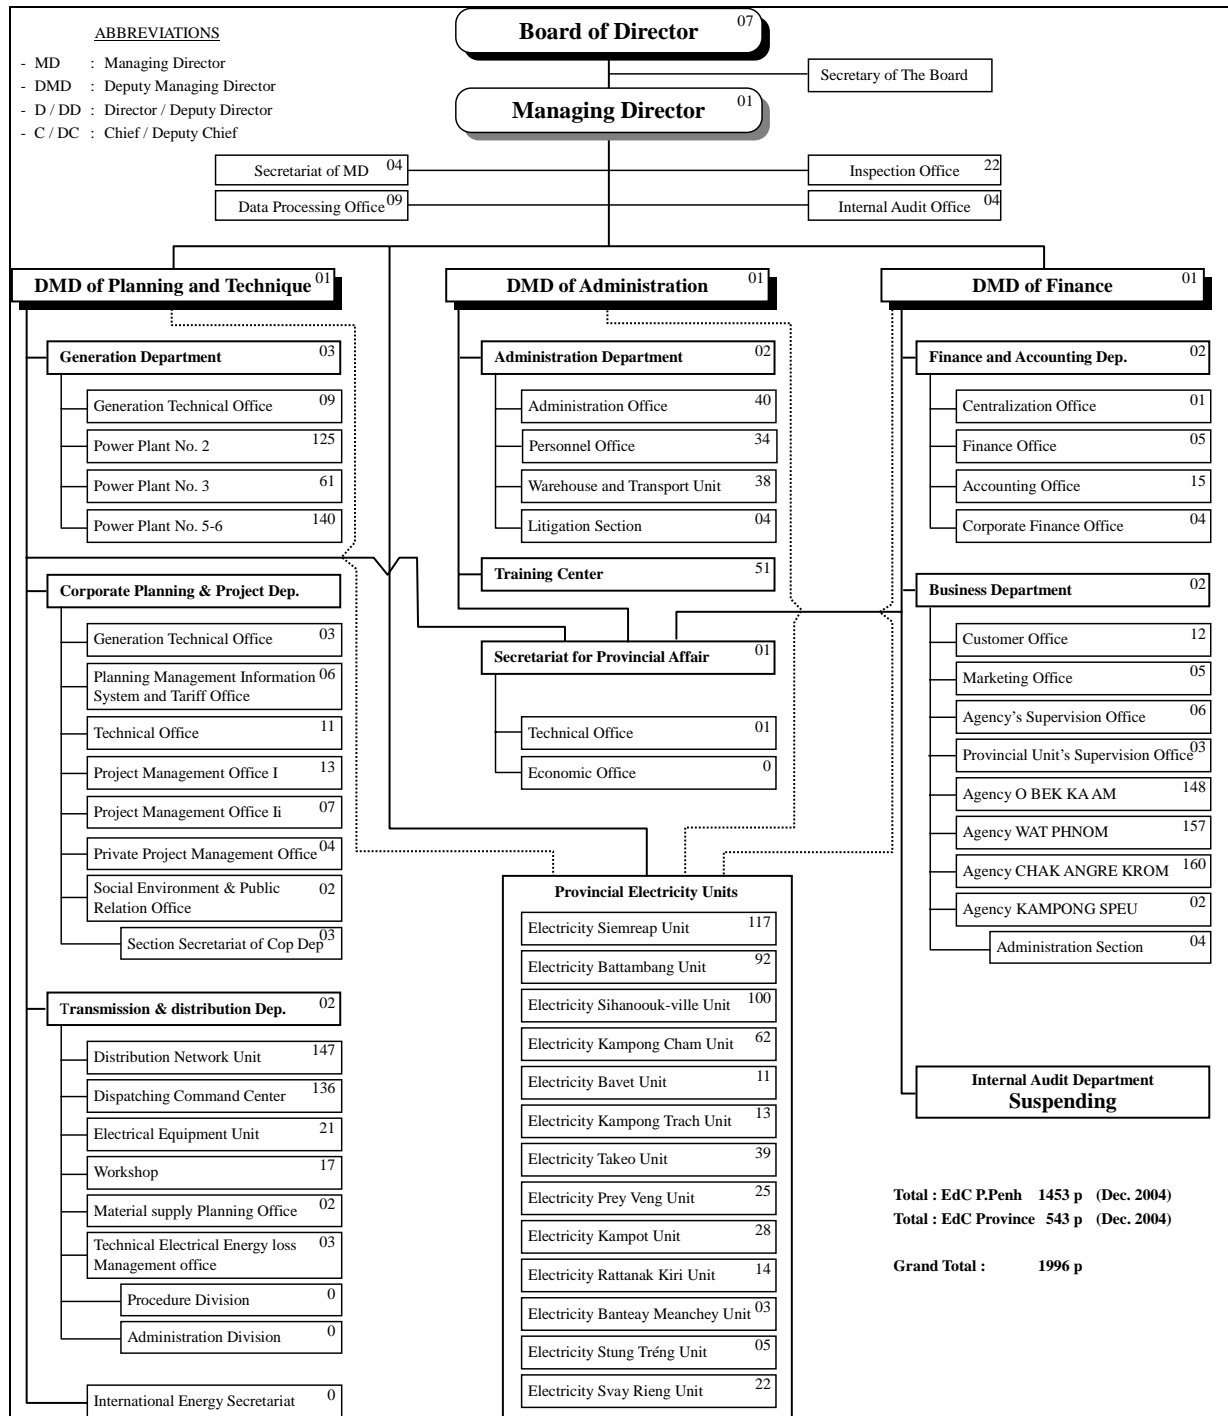 ABBREVIATIONS
- MD : Managing Director
- DMD : Deputy Managing Director
- D / DD : Director / Deputy Director
- C / DC : Chief / Deputy Chief
Board of Director 07
Secretary of The Board
Managing Director 01
Secretariat of MD 04
Inspection Office 22
Data Processing Office 09
Internal Audit Office 04
DMD of Planning and Technique 01
Generation Department 03
Generation Technical Office 09
Power Plant No. 2 125
Power Plant No. 3 61
Power Plant No. 5-6 140
Corporate Planning & Project Dep.
Generation Technical Office 03
Planning Management Information 06
System and Tariff Office
Technical Office 11
Project Management Office I 13
Project Management Office Ii 07
Private Project Management Office 04
Social Environment & Public 02
Relation Office
Section Secretariat of Cop Dep 03
Transmission & distribution Dep. 02
Distribution Network Unit 147
Dispatching Command Center 136
Electrical Equipment Unit 21
Workshop 17
Material supply Planning Office 02
Technical Electrical Energy loss 03
Management office
Procedure Division 0
Administration Division 0
International Energy Secretariat 0
DMD of Administration 01
Administration Department 02
Administration Office 40
Personnel Office 34
Warehouse and Transport Unit 38
Litigation Section 04
Training Center 51
Secretariat for Provincial Affair 01
Technical Office 01
Economic Office 0
Provincial Electricity Units
Electricity Siemreap Unit 117
Electricity Battambang Unit 92
Electricity Sihanoouk-ville Unit 100
Electricity Kampong Cham Unit 62
Electricity Bavet Unit 11
Electricity Kampong Trach Unit 13
Electricity Takeo Unit 39
Electricity Prey Veng Unit 25
Electricity Kampot Unit 28
Electricity Rattanak Kiri Unit 14
Electricity Banteay Meanchey Unit 03
Electricity Stung Tréng Unit 05
Electricity Svay Rieng Unit 22
DMD of Finance 01
Finance and Accounting Dep. 02
Centralization Office 01
Finance Office 05
Accounting Office 15
Corporate Finance Office 04
Business Department 02
Customer Office 12
Marketing Office 05
Agency's Supervision Office 06
Provincial Unit's Supervision Office 03
Agency O BEK KA AM 148
Agency WAT PHNOM 157
Agency CHAK ANGRE KROM 160
Agency KAMPONG SPEU 02
Administration Section 04
Internal Audit Department
Suspending
Total : EdC P.Penh 1453 p (Dec. 2004)
Total : EdC Province 543 p (Dec. 2004)
Grand Total : 1996 p